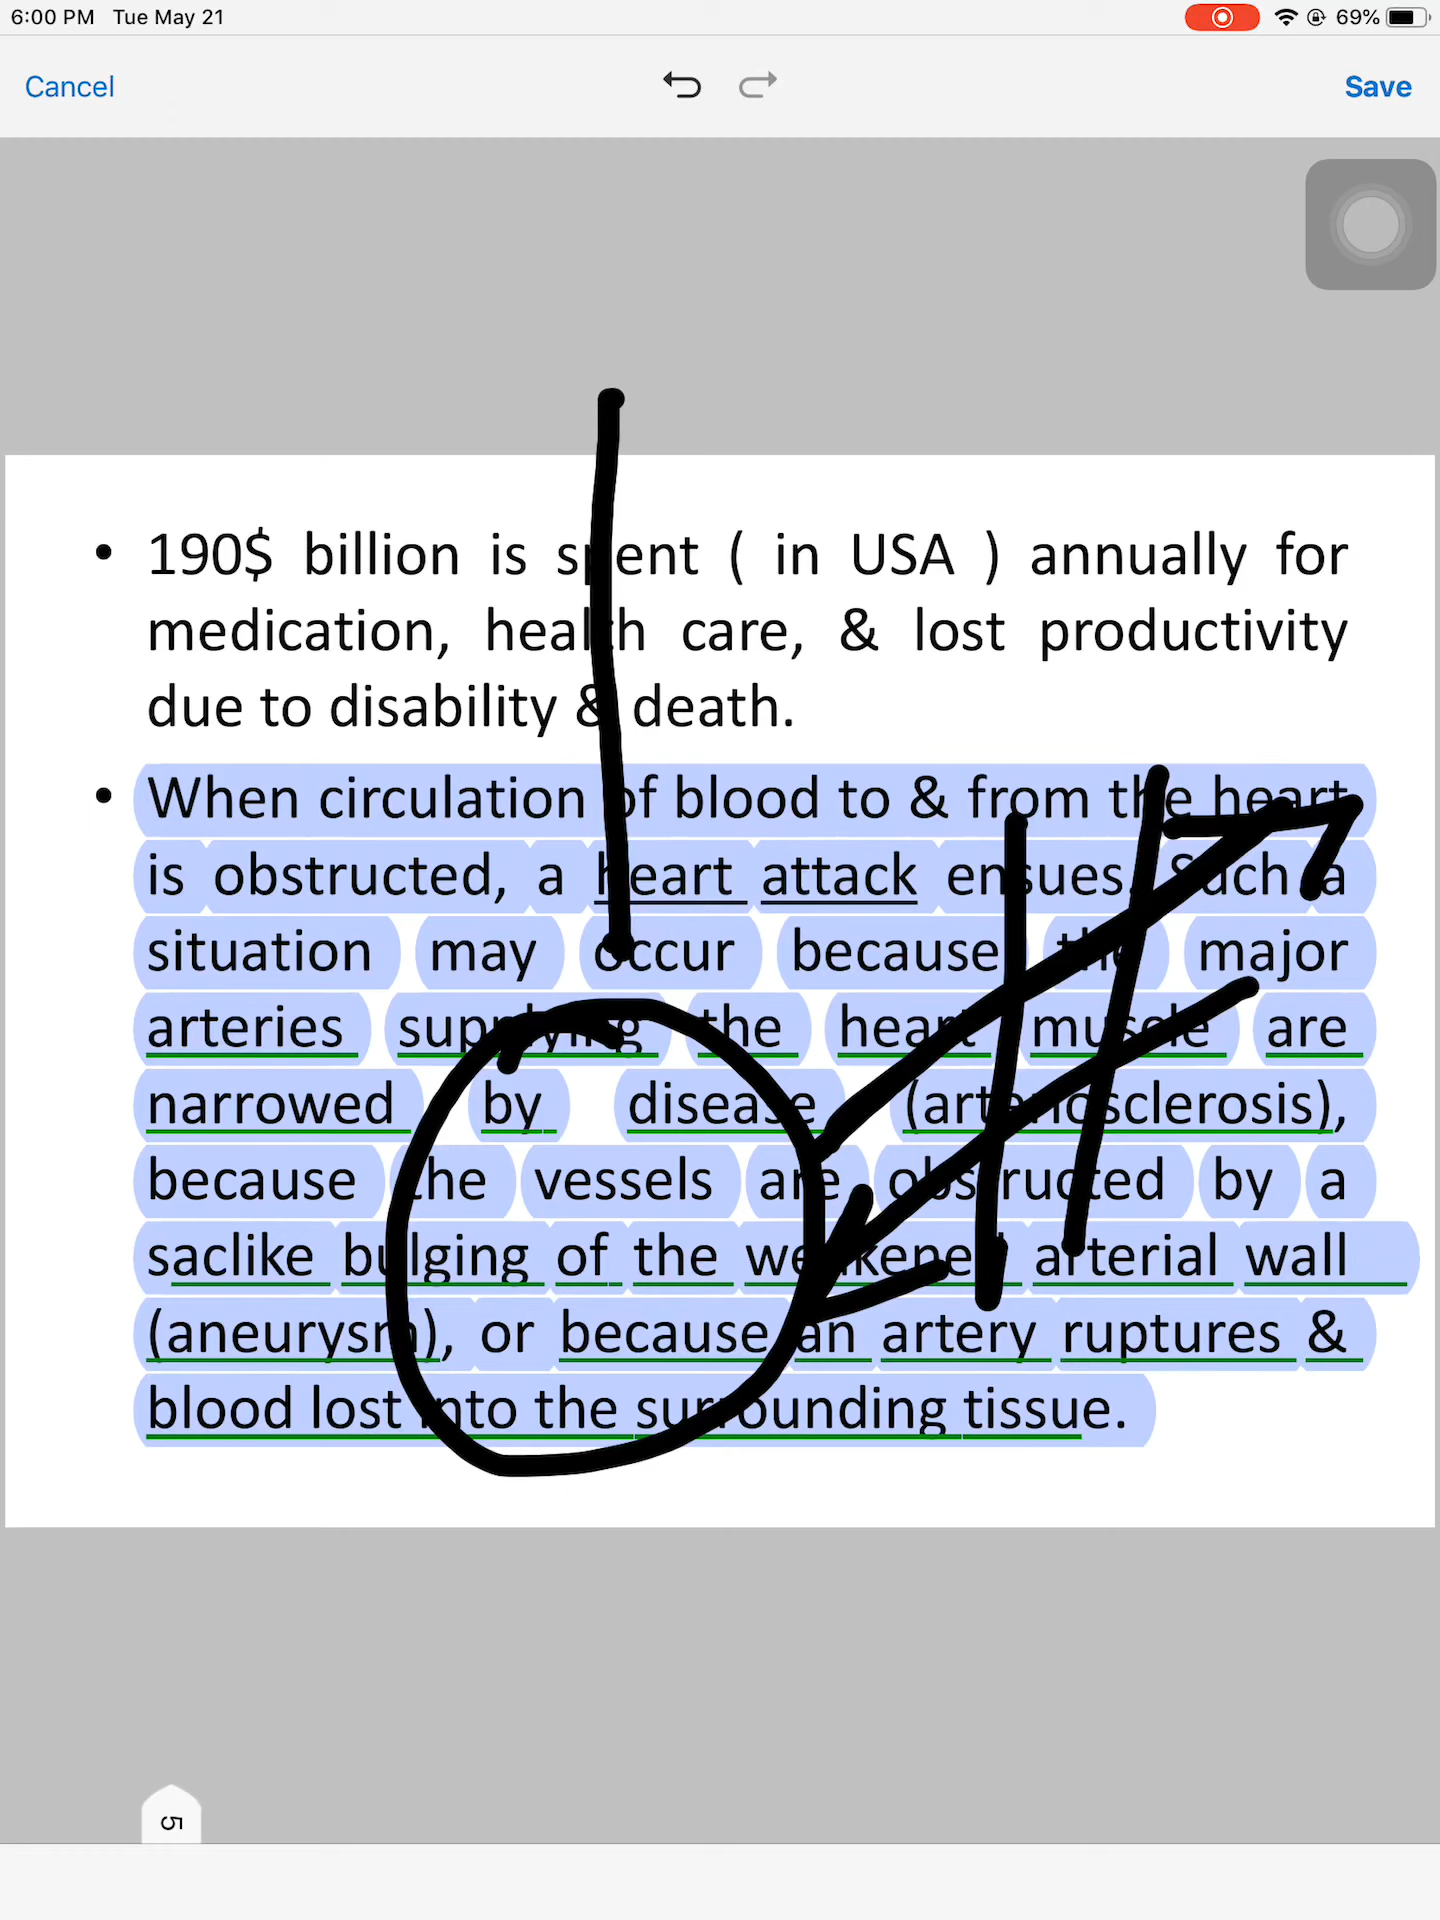 6:00 PM Tue May 21
69%
Cancel
Save
• 190$ billion is spent ( in USA ) annually for
medication, health care, & lost productivity
due to disability & death.
• When circulation of blood to & from the heart
is obstructed, a heart attack ensues. Such a
situation may occur because the major
arteries supplying the heart muscle are
narrowed by disease (arteriosclerosis),
because the vessels are obstructed by a
saclike bulging of the weakened arterial wall
(aneurysm), or because an artery ruptures &
blood lost into the surrounding tissue.
5